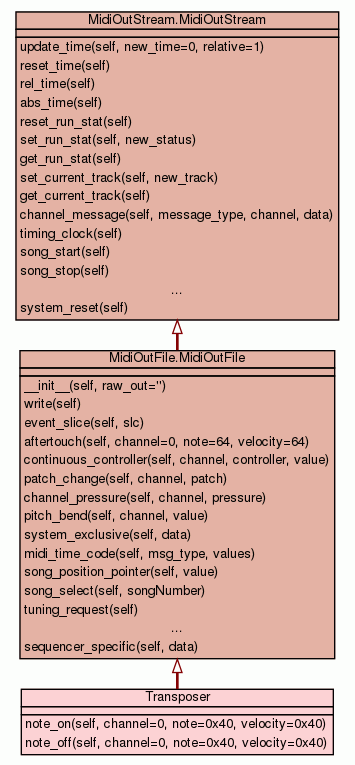 MidiOutStream.MidiOutStream
update_time(self, new_time=0, relative=1)
reset_time(self)
rel_time(self)
abs_time(self)
reset_run_stat(self)
set_run_stat(self, new_status)
get_run_stat(self)
set_current_track(self, new_track)
get_current_track(self)
channel_message(self, message_type, channel, data)
timing_clock(self)
song_start(self)
song_stop(self)
...
system_reset(self)
MidiOutFile.MidiOutFile
__init__(self, raw_out='')
write(self)
event_slice(self, slc)
aftertouch(self, channel=0, note=64, velocity=64)
continuous_controller(self, channel, controller, value)
patch_change(self, channel, patch)
channel_pressure(self, channel, pressure)
pitch_bend(self, channel, value)
system_exclusive(self, data)
midi_time_code(self, msg_type, values)
song_position_pointer(self, value)
song_select(self, songNumber)
tuning_request(self)
...
sequencer_specific(self, data)
Transposer
note_on(self, channel=0, note=0x40, velocity=0x40)
note_off(self, channel=0, note=0x40, velocity=0x40)